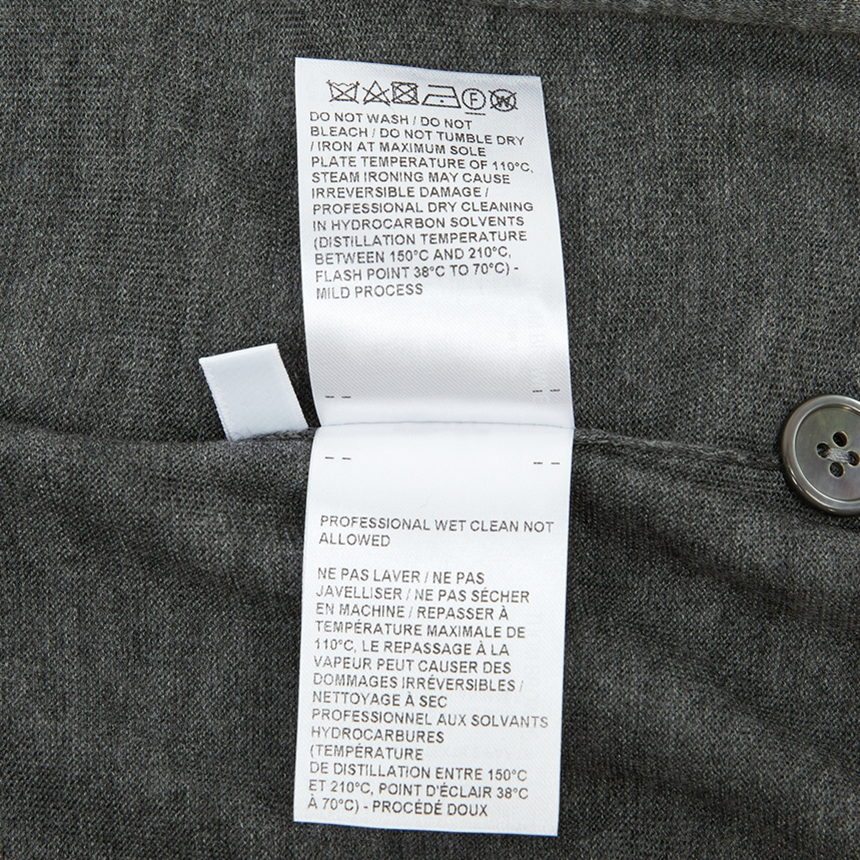 F W
DO NOT WASH / DO NOT
BLEACH / DO NOT TUMBLE DRY
/ IRON AT MAXIMUM SOLE
PLATE TEMPERATURE OF 110°C,
STEAM IRONING MAY CAUSE
IRREVERSIBLE DAMAGE /
PROFESSIONAL DRY CLEANING
IN HYDROCARBON SOLVENTS
(DISTILLATION TEMPERATURE
BETWEEN 150°C AND 210°C,
FLASH POINT 38°C TO 70°C) -
MILD PROCESS
PROFESSIONAL WET CLEAN NOT
ALLOWED
NE PAS LAVER / NE PAS
JAVELLISER / NE PAS SÉCHER
EN MACHINE / REPASSER À
TEMPÉRATURE MAXIMALE DE
110°C, LE REPASSAGE À LA
VAPEUR PEUT CAUSER DES
DOMMAGES IRRÉVERSIBLES /
NETTOYAGE À SEC
PROFESSIONNEL AUX SOLVANTS
HYDROCARBURES
(TEMPÉRATURE
DE DISTILLATION ENTRE 150°C
ET 210°C, POINT D'ÉCLAIR 38°C
À 70°C) - PROCÉDÉ DOUX